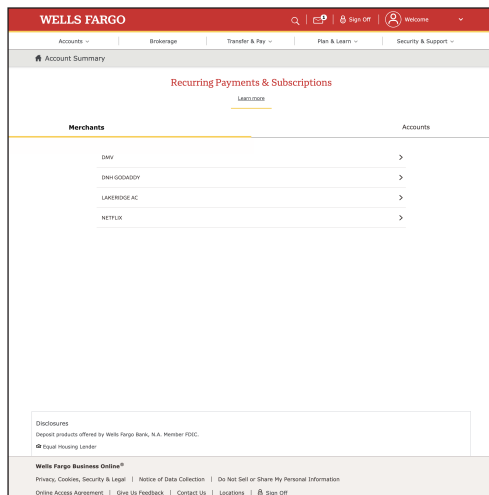 WELLS FARGO
Sign Off
Welcome
Accounts
Brokerage
Transfer & Pay
Plan & Learn
Security & Support
Account Summary
Recurring Payments & Subscriptions
Learn more
Merchants
Accounts
DMV
DNH GODADDY
LAKERIDGE AC
NETFLIX
Disclosures
Deposit products offered by Wells Fargo Bank, N.A. Member FDIC.
Equal Housing Lender
Wells Fargo Business Online®
Privacy, Cookies, Security & Legal | Notice of Data Collection | Do Not Sell or Share My Personal Information
Online Access Agreement | Give Us Feedback | Contact Us | Locations | Sign Off